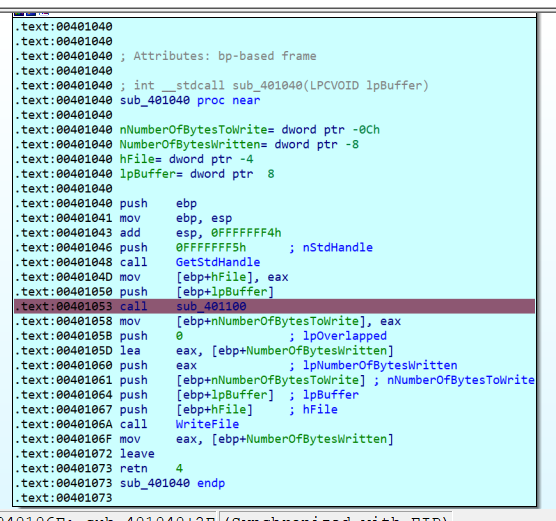 .text:00401040
.text:00401040
.text:00401040 ; Attributes: bp-based frame
.text:00401040
.text:00401040 ; int __stdcall sub_401040(LPCVOID lpBuffer)
.text:00401040 sub_401040 proc near
.text:00401040
.text:00401040 nNumberOfBytesToWrite= dword ptr -0Ch
.text:00401040 NumberOfBytesWritten= dword ptr -8
.text:00401040 hFile= dword ptr -4
.text:00401040 lpBuffer= dword ptr  8
.text:00401040
.text:00401040 push    ebp
.text:00401041 mov     ebp, esp
.text:00401043 add     esp, 0FFFFFFF4h
.text:00401046 push    0FFFFFFF5h      ; nStdHandle
.text:00401048 call    GetStdHandle
.text:0040104D mov     [ebp+hFile], eax
.text:00401050 push    [ebp+lpBuffer]
.text:00401053 call    sub_401100
.text:00401058 mov     [ebp+nNumberOfBytesToWrite], eax
.text:0040105B push    0               ; lpOverlapped
.text:0040105D lea     eax, [ebp+NumberOfBytesWritten]
.text:00401060 push    eax             ; lpNumberOfBytesWritten
.text:00401061 push    [ebp+nNumberOfBytesToWrite] ; nNumberOfBytesToWrite
.text:00401064 push    [ebp+lpBuffer]  ; lpBuffer
.text:00401067 push    [ebp+hFile]     ; hFile
.text:0040106A call    WriteFile
.text:0040106F mov     eax, [ebp+NumberOfBytesWritten]
.text:00401072 leave
.text:00401073 retn    4
.text:00401073 sub_401040 endp
.text:00401073